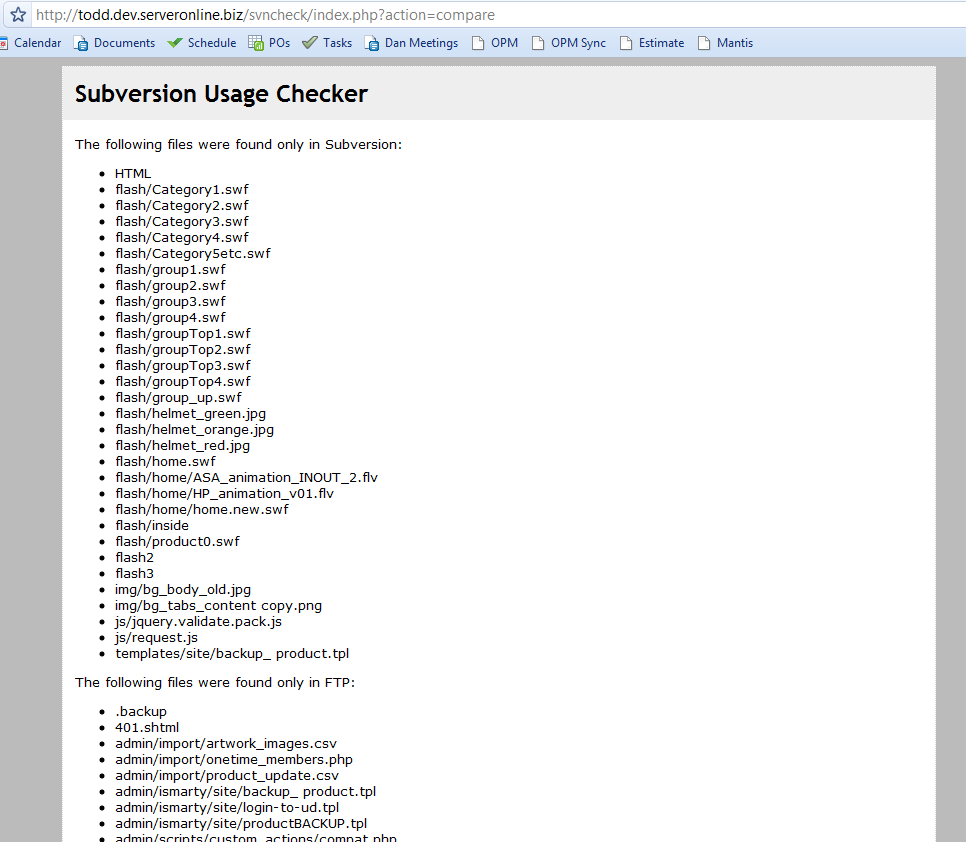 http://todd.dev.serveronline.biz/svncheck/index.php?action=compare
Calendar Documents Schedule POs Tasks Dan Meetings OPM OPM Sync Estimate Mantis
Subversion Usage Checker
The following files were found only in Subversion:
HTML
flash/Category1.swf
flash/Category2.swf
flash/Category3.swf
flash/Category4.swf
flash/Category5etc.swf
flash/group1.swf
flash/group2.swf
flash/group3.swf
flash/group4.swf
flash/groupTop1.swf
flash/groupTop2.swf
flash/groupTop3.swf
flash/groupTop4.swf
flash/group_up.swf
flash/helmet_green.jpg
flash/helmet_orange.jpg
flash/helmet_red.jpg
flash/home.swf
flash/home/ASA_animation_INOUT_2.flv
flash/home/HP_animation_v01.flv
flash/home/home.new.swf
flash/inside
flash/product0.swf
flash2
flash3
img/bg_body_old.jpg
img/bg_tabs_content copy.png
js/jquery.validate.pack.js
js/request.js
templates/site/backup_ product.tpl
The following files were found only in FTP:
.backup
401.shtml
admin/import/artwork_images.csv
admin/import/onetime_members.php
admin/import/product_update.csv
admin/ismarty/site/backup_ product.tpl
admin/ismarty/site/login-to-ud.tpl
admin/ismarty/site/productBACKUP.tpl
admin/scripts/custom_actions/compat.php